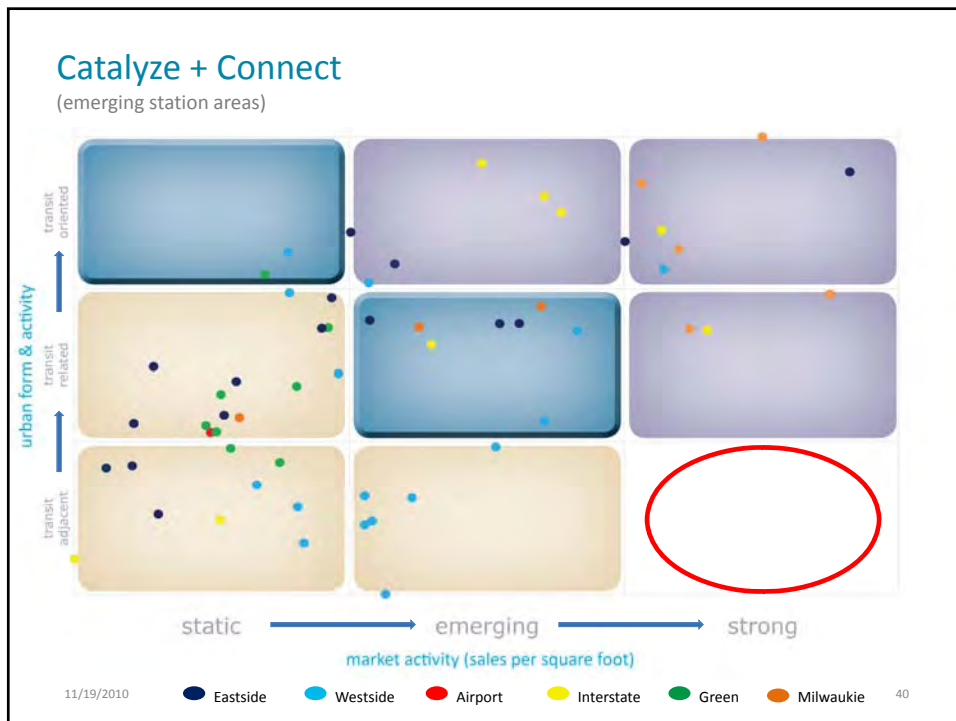 Catalyze + Connect
(emerging station areas)
urban form & activity
transit
oriented
transit
related
transit
adjacent
static
emerging
strong
market activity (sales per square foot)
11/19/2010
Eastside
Westside
Airport
Interstate
Green
Milwaukie
40